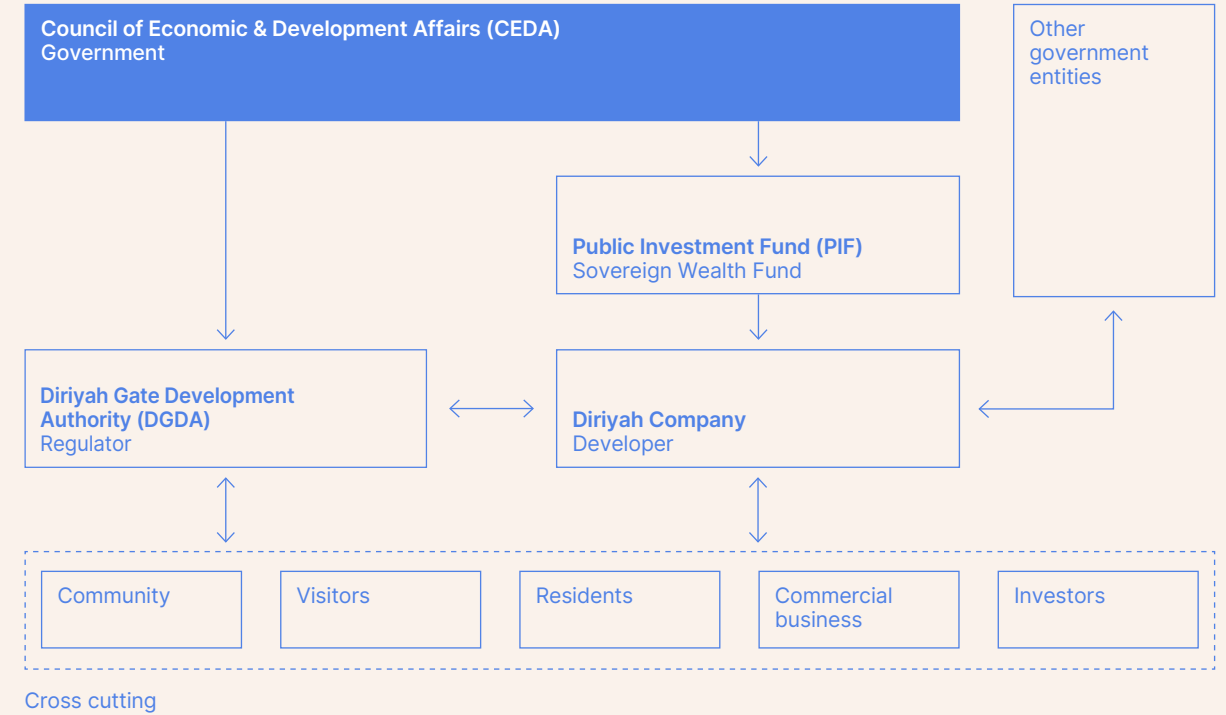 Council of Economic & Development Affairs (CEDA)
Government
Other
government
entities
Public Investment Fund (PIF)
Sovereign Wealth Fund
Diriyah Gate Development
Authority (DGDA)
Regulator
Diriyah Company
Developer
Community
Visitors
Residents
Commercial
business
Investors
Cross cutting